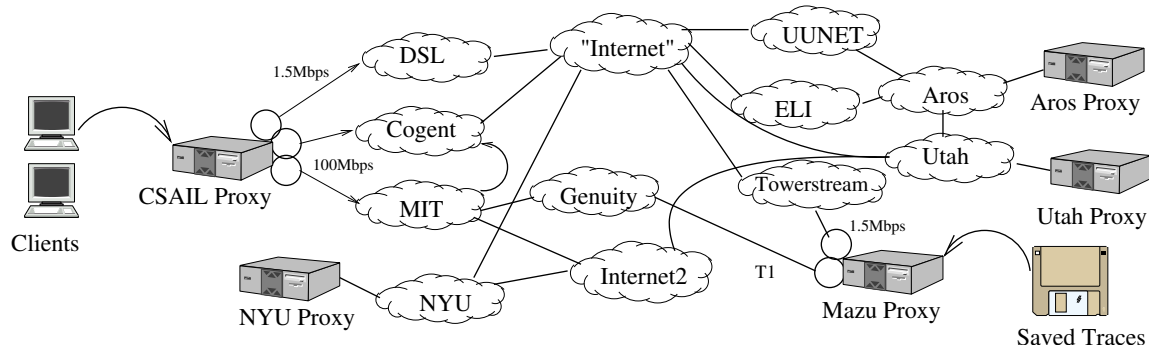 UUNET
DSL
"Internet"
1.5Mbps
Aros Proxy
ELI
Aros
Cogent
100Mbps
Utah
CSAIL Proxy
Genuity
Towerstream
MIT
Utah Proxy
Clients
1.5Mbps
Internet2
T1
NYU
NYU Proxy
Mazu Proxy
Saved Traces